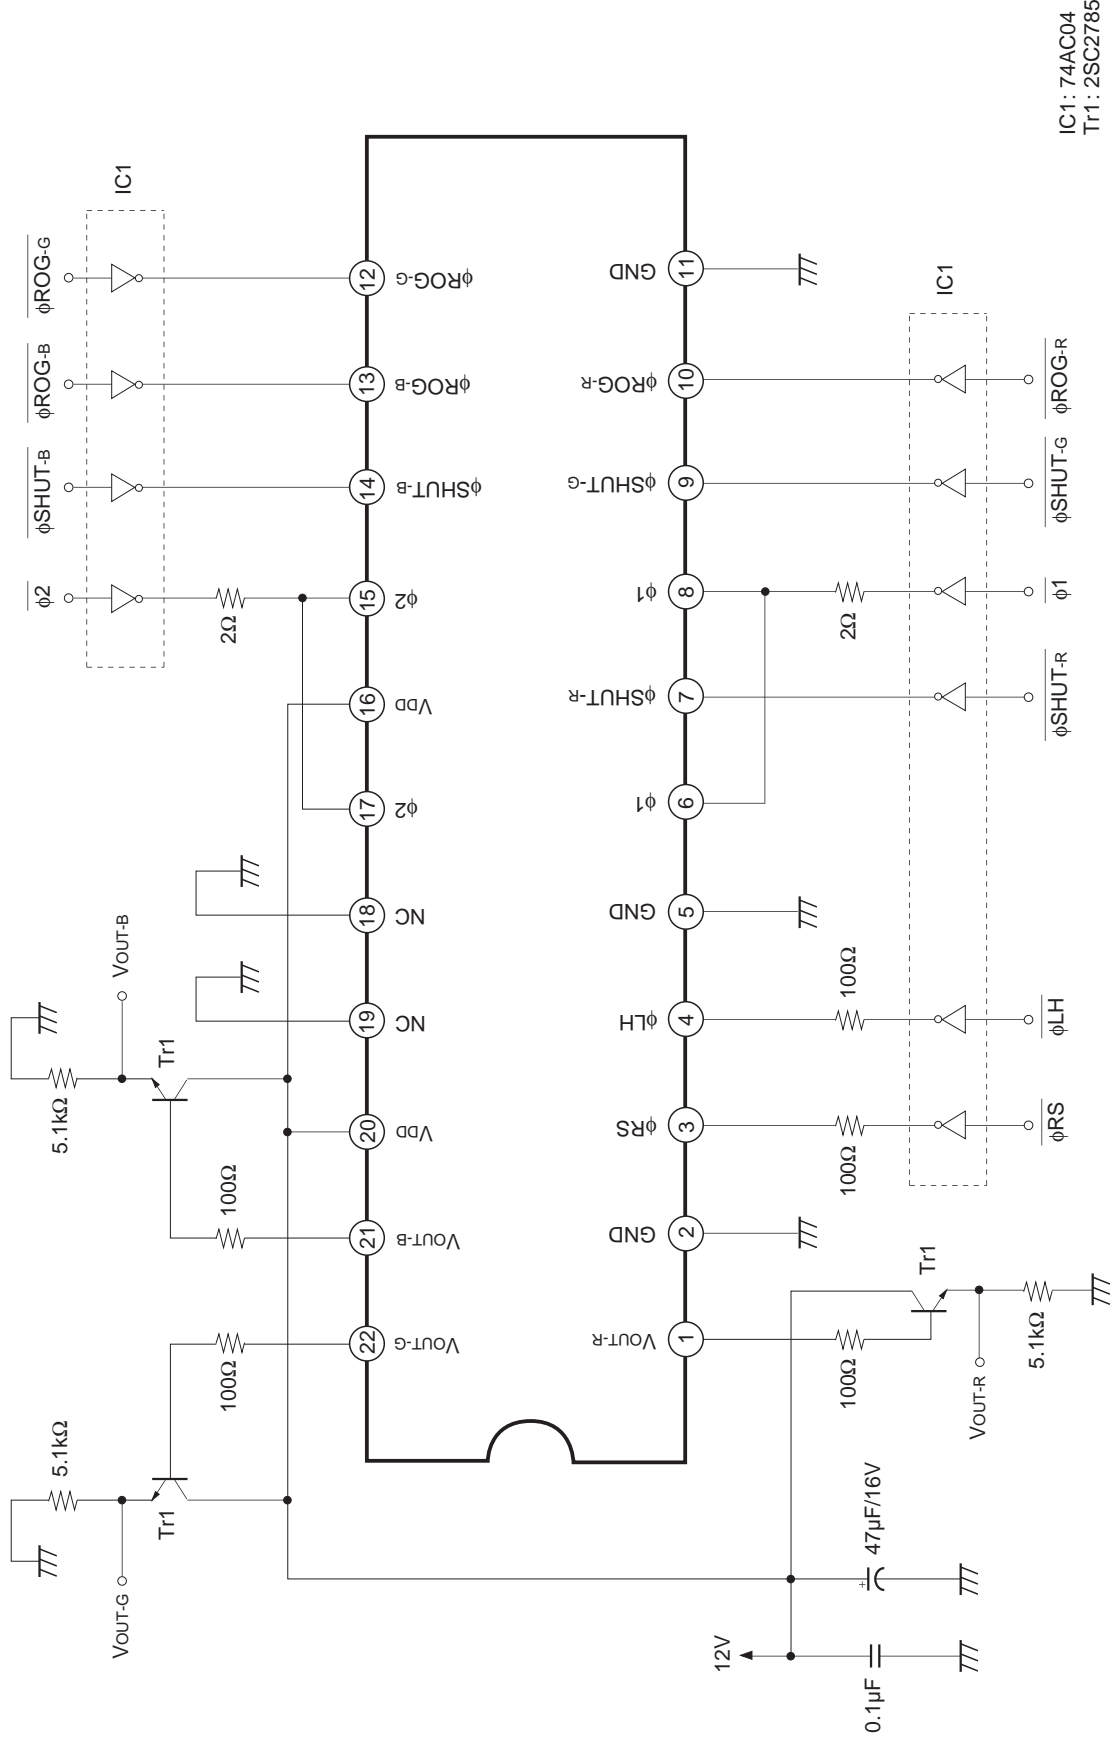 IC1: 74AC04
Tr1: 2SC2785
VOUT-G
Tr1
5.1kΩ
100Ω
100Ω
5.1kΩ
Tr1
VOUT-B
2Ω
φ2
φSHUT-B
φROG-B
φROG-G
IC1
22
21
20
19
18
17
16
15
14
13
12
VOUT-G
VOUT-B
VDD
NC
NC
φ2
VDD
φ2
φSHUT-B
φROG-B
φROG-G
VOUT-R
GND
φRS
φLH
GND
φ1
φSHUT-R
φ1
φSHUT-G
φROG-R
GND
1
2
3
4
5
6
7
8
9
10
11
12V
0.1μF
+
47μF/16V
100Ω
VOUT-R
Tr1
5.1kΩ
100Ω
100Ω
2Ω
IC1
φRS
φLH
φSHUT-R
φ1
φSHUT-G
φROG-R